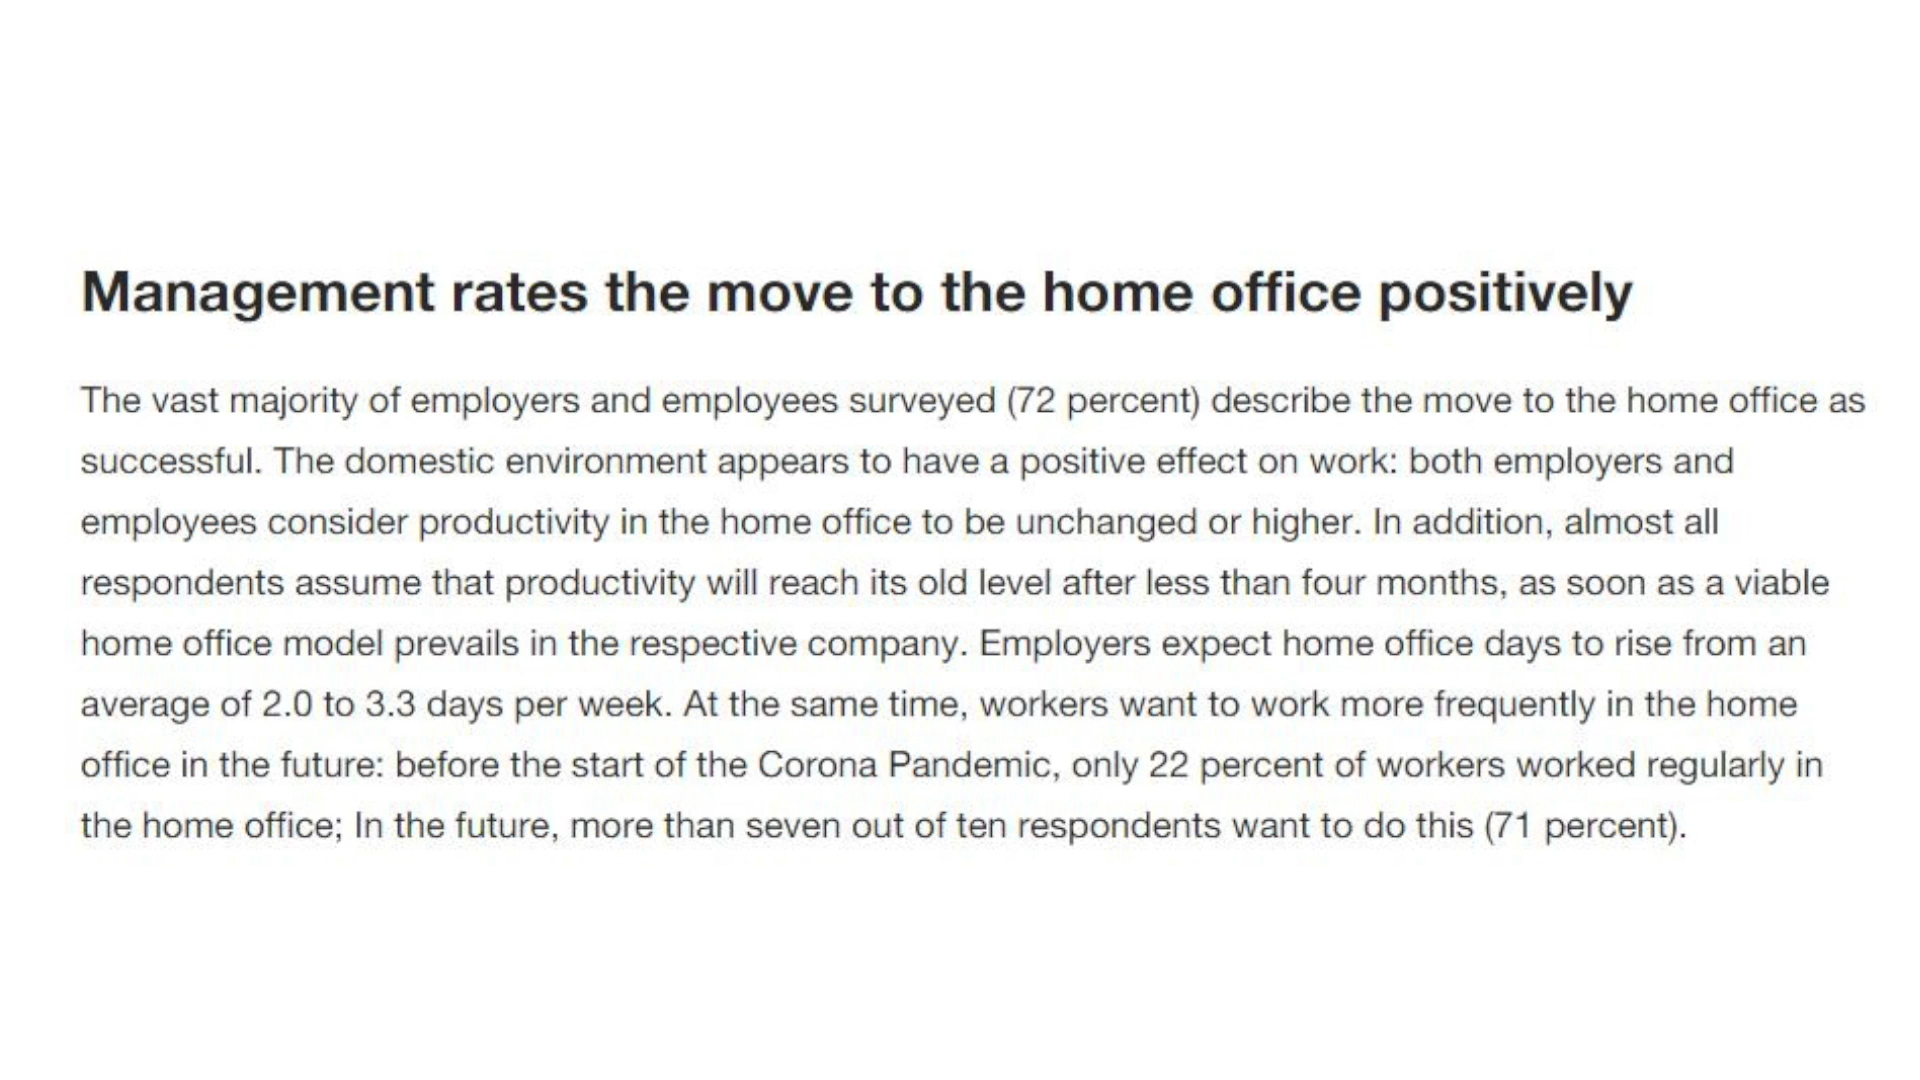 Management rates the move to the home office positively
The vast majority of employers and employees surveyed (72 percent) describe the move to the home office as
successful. The domestic environment appears to have a positive effect on work: both employers and
employees consider productivity in the home office to be unchanged or higher. In addition, almost all
respondents assume that productivity will reach its old level after less than four months, as soon as a viable
home office model prevails in the respective company. Employers expect home office days to rise from an
average of 2.0 to 3.3 days per week. At the same time, workers want to work more frequently in the home
office in the future: before the start of the Corona Pandemic, only 22 percent of workers worked regularly in
the home office; In the future, more than seven out of ten respondents want to do this (71 percent).